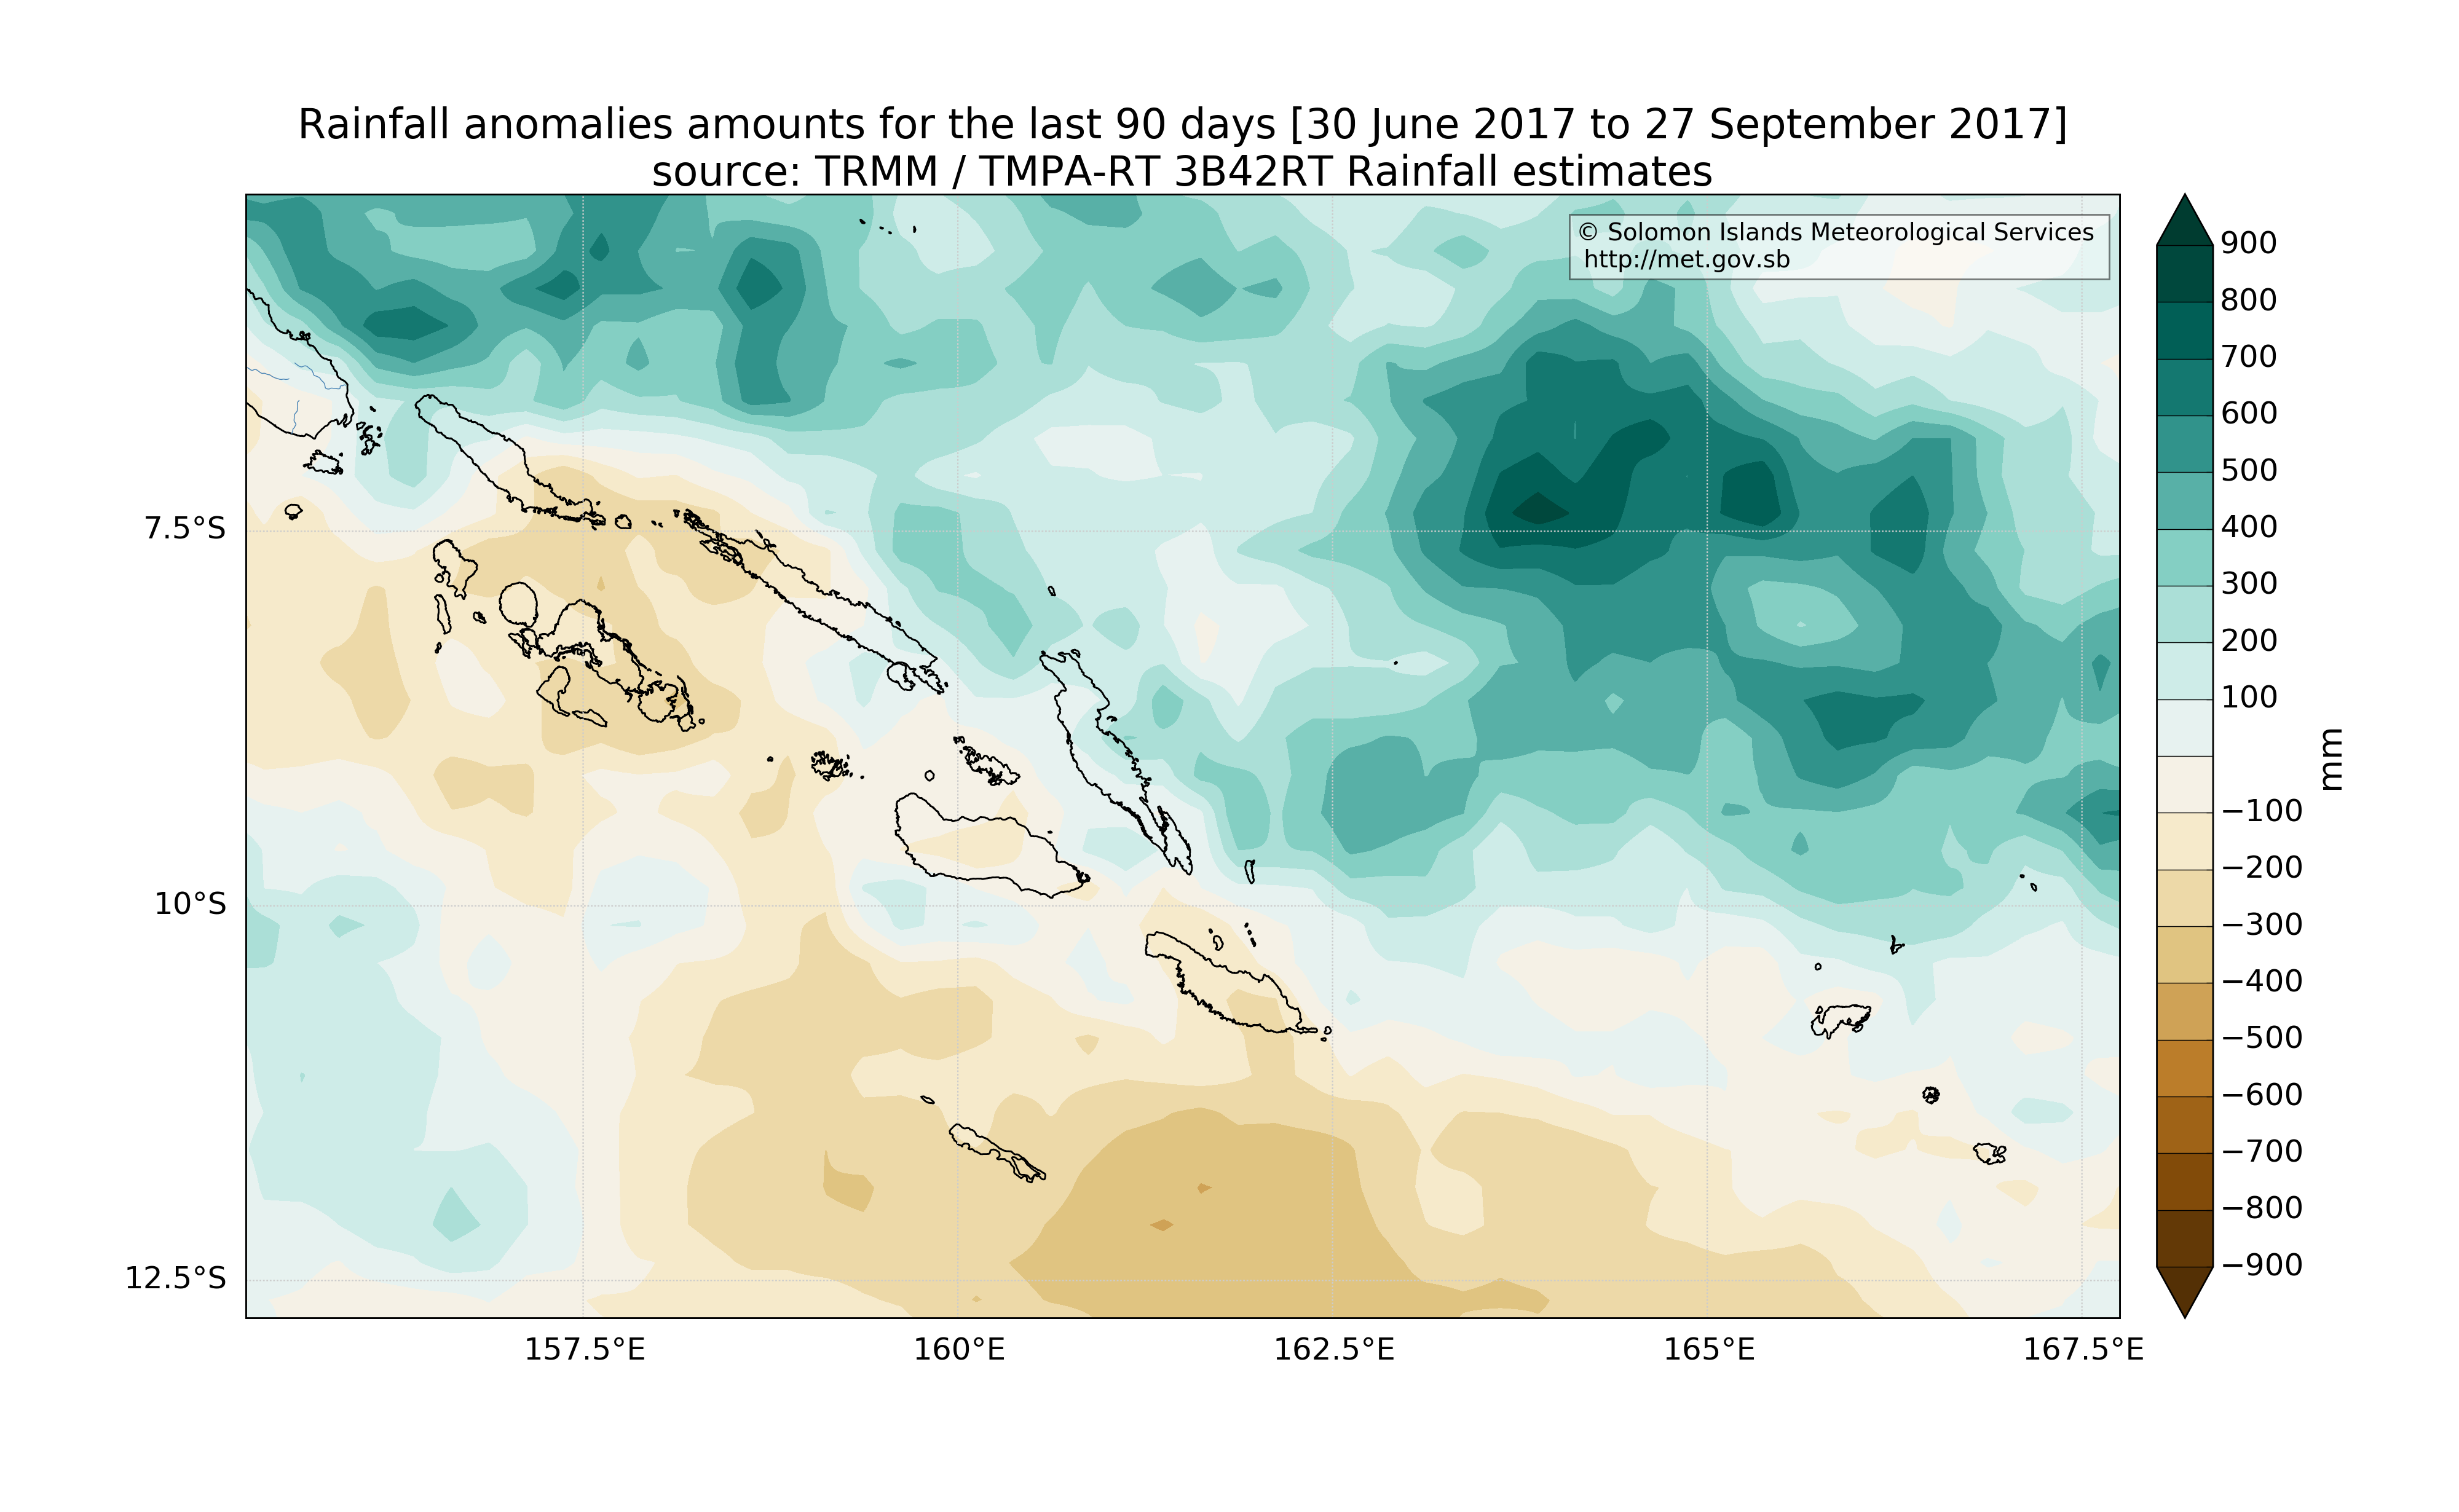 Rainfall anomalies amounts for the last 90 days [30 June 2017 to 27 September 2017]
source: TRMM / TMPA-RT 3B42RT Rainfall estimates
© Solomon Islands Meteorological Services
http://met.gov.sb
7.5°S
10°S
12.5°S
157.5°E
160°E
162.5°E
165°E
167.5°E
900
800
700
600
500
400
300
200
100
−100
−200
−300
−400
−500
−600
−700
−800
−900
mm